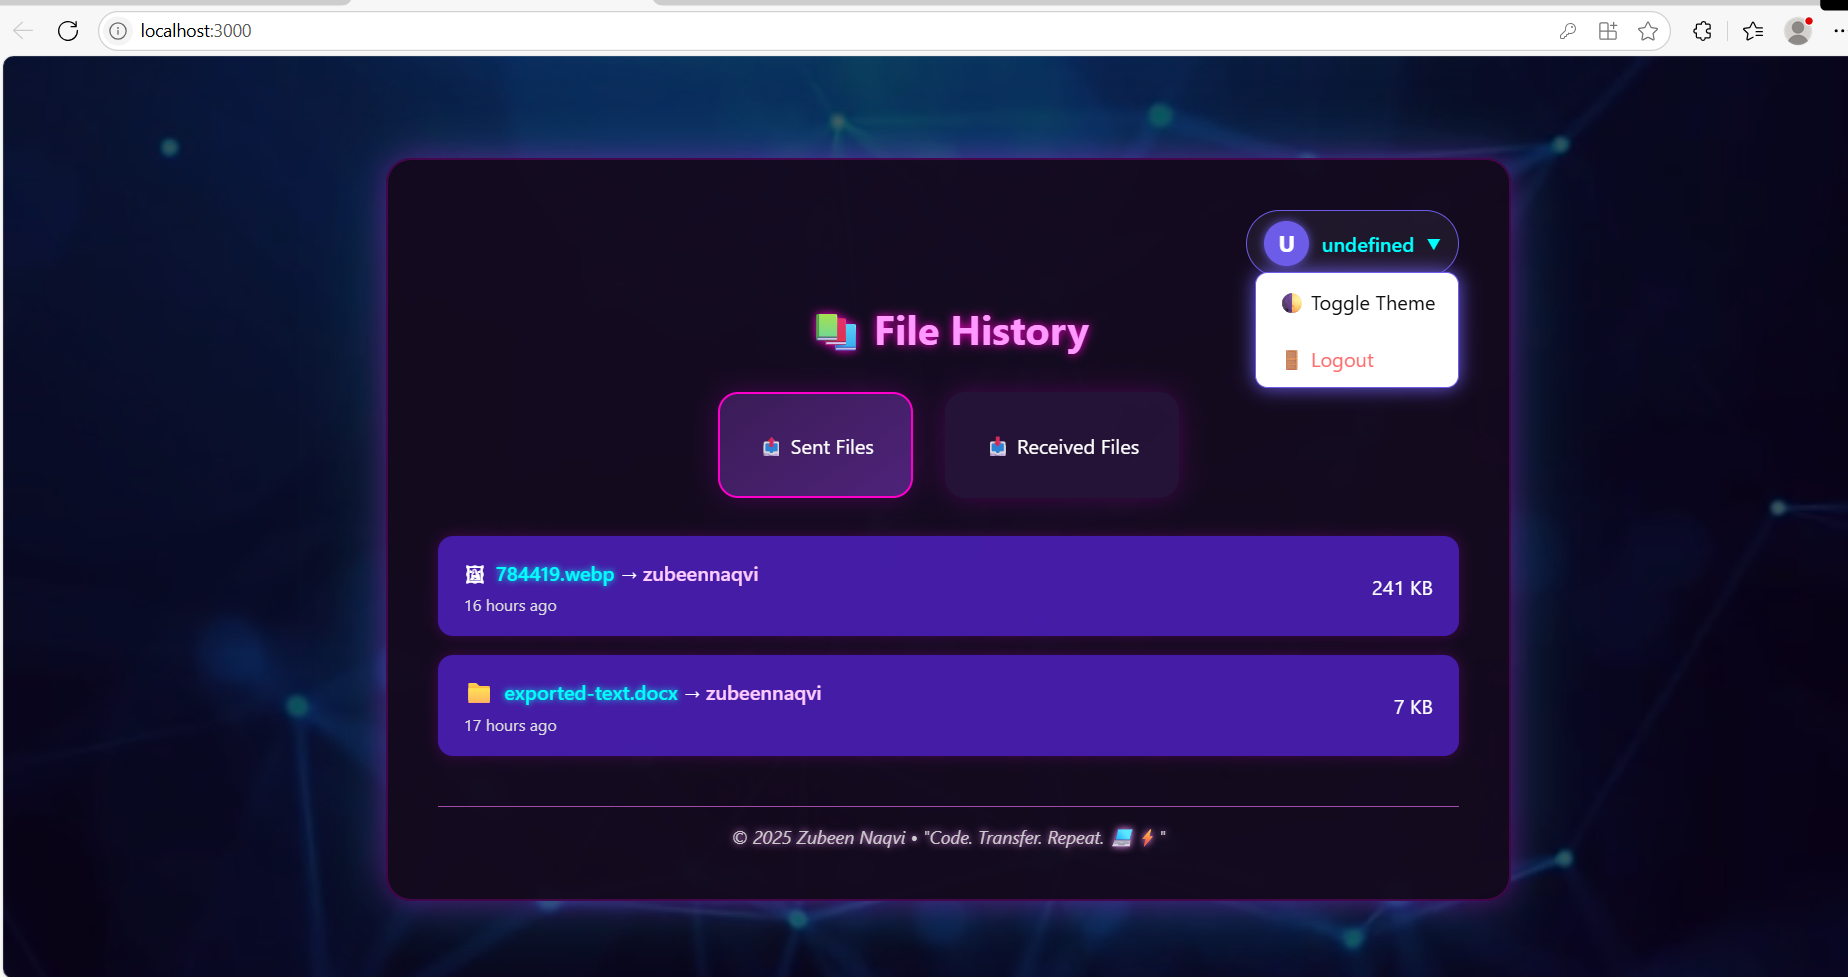 localhost:3000
U undefined ▼
Toggle Theme
Logout
File History
Sent Files
Received Files
784419.webp → zubeennaqvi
16 hours ago
241 KB
exported-text.docx → zubeennaqvi
17 hours ago
7 KB
© 2025 Zubeen Naqvi • "Code. Transfer. Repeat. 💻⚡"